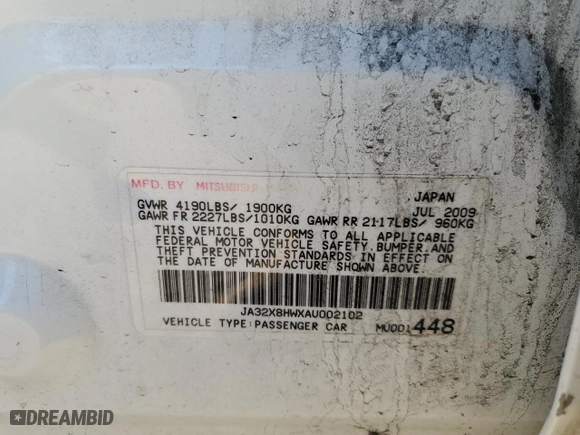 MFD. BY MITSUBISHI
JAPAN
GVWR 4190LBS/ 1900KG
JUL 2009
GAWR FR 2227LBS/1010KG GAWR RR 2117LBS/ 960KG
THIS VEHICLE CONFORMS TO ALL APPLICABLE
FEDERAL MOTOR VEHICLE SAFETY,BUMPER,AND
THEFT PREVENTION STANDARDS IN EFFECT ON
THE DATE OF MANUFACTURE SHOWN ABOVE.
JA32X8HWXAU002102
VEHICLE TYPE:PASSENGER CAR
MU001448
DREAMBID